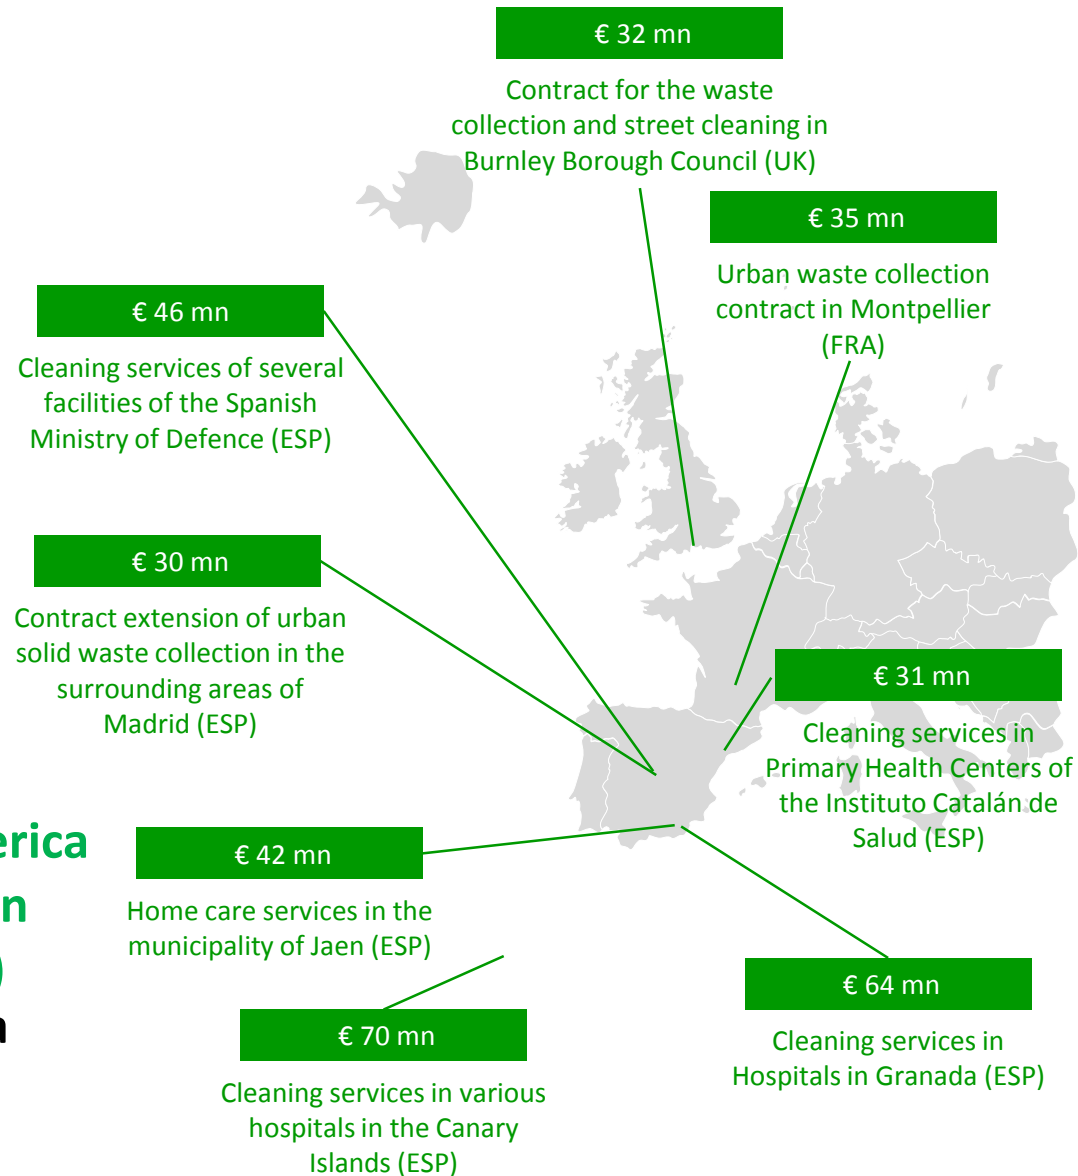 € 32 mn
Contract for the waste
collection and street cleaning in
Burnley Borough Council (UK)
€ 35 mn
Urban waste collection
contract in Montpellier
(FRA)
€ 46 mn
Cleaning services of several
facilities of the Spanish
Ministry of Defence (ESP)
€ 30 mn
Contract extension of urban
solid waste collection in the
surrounding areas of
Madrid (ESP)
€ 31 mn
Cleaning services in
Primary Health Centers of
the Instituto Catalán de
Salud (ESP)
erica
n
)
a
€ 42 mn
Home care services in the
municipality of Jaen (ESP)
€ 64 mn
Cleaning services in
Hospitals in Granada (ESP)
€ 70 mn
Cleaning services in various
hospitals in the Canary
Islands (ESP)